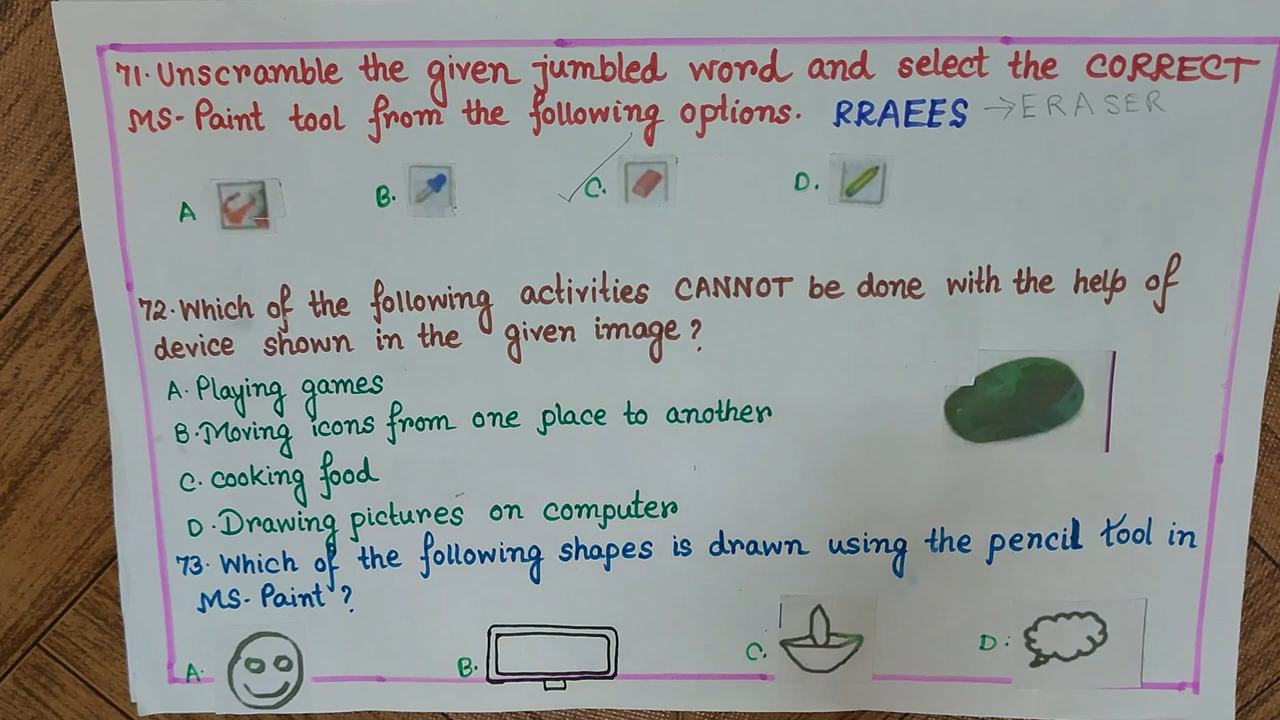 71. Unscramble the given jumbled word and select the CORRECT
MS-Paint tool from the following options. RRAEES → ERASER
A B. C. D.
72. Which of the following activities CANNOT be done with the help of
device shown in the given image?
A. Playing games
B. Moving icons from one place to another
C. cooking food
D. Drawing pictures on computer
73. Which of the following shapes is drawn using the pencil tool in
MS-Paint?
A. B. C. D: